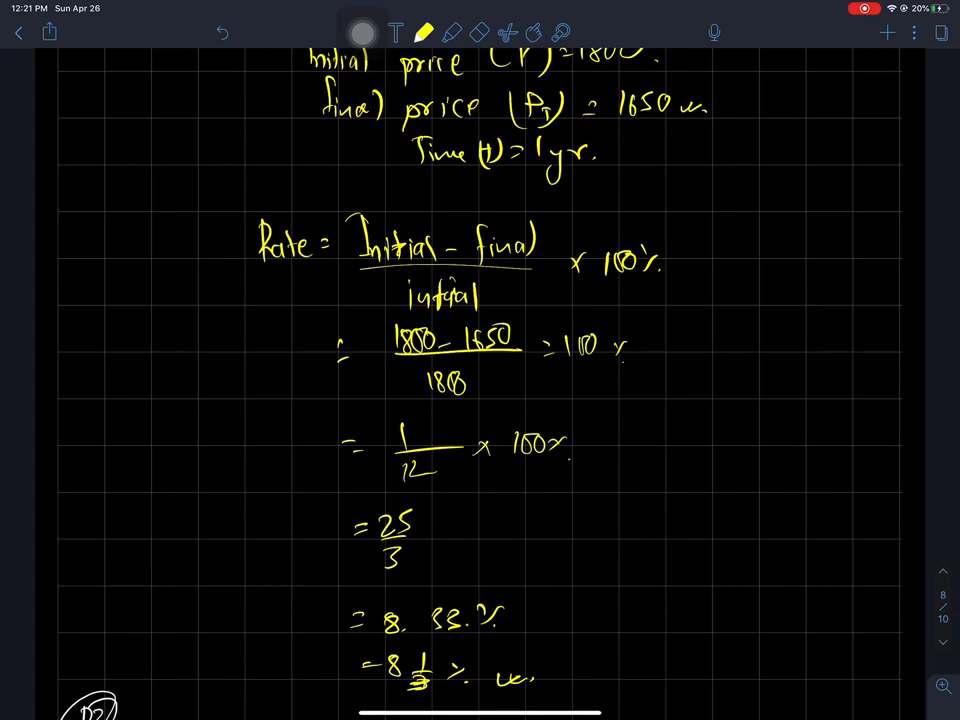 12:21 PM Sun Apr 26
20%
T
Initial price (P) = 1800.
final price (P_T) = 1650
Time (T) = 1 yr.
Rate = Initial - final / initial × 100%.
= 1800 - 1650 / 1800 = 100 %
= 1 / 12 × 100%.
= 25 / 3
= 8.33.%
= 8 1/3 %
8 / 10